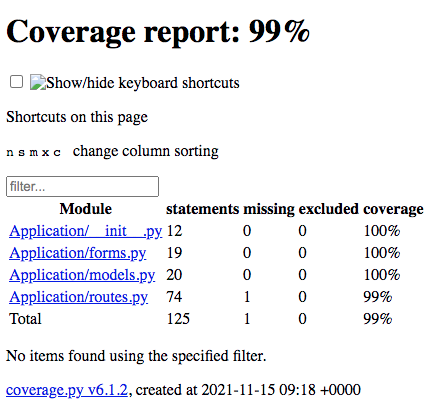 Coverage report: 99%
Show/hide keyboard shortcuts
Shortcuts on this page
n s m x c change column sorting
filter...
Module statements missing excluded coverage
Application/__init__.py 12 0 0 100%
Application/forms.py 19 0 0 100%
Application/models.py 20 0 0 100%
Application/routes.py 74 1 0 99%
Total 125 1 0 99%
No items found using the specified filter.
coverage.py v6.1.2, created at 2021-11-15 09:18 +0000